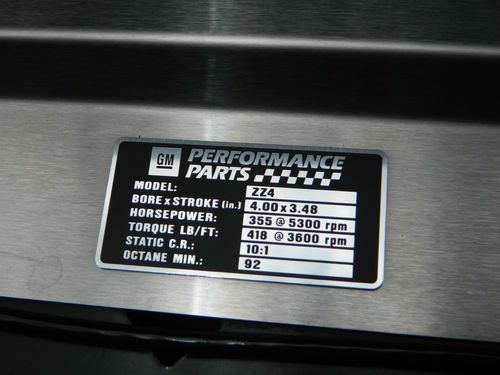 GM PERFORMANCE
PARTS
MODEL: ZZ4
BORE x STROKE (in.) 4.00 x 3.48
HORSEPOWER: 355 @ 5300 rpm
TORQUE LB/FT: 418 @ 3600 rpm
STATIC C.R.: 10:1
OCTANE MIN.: 92